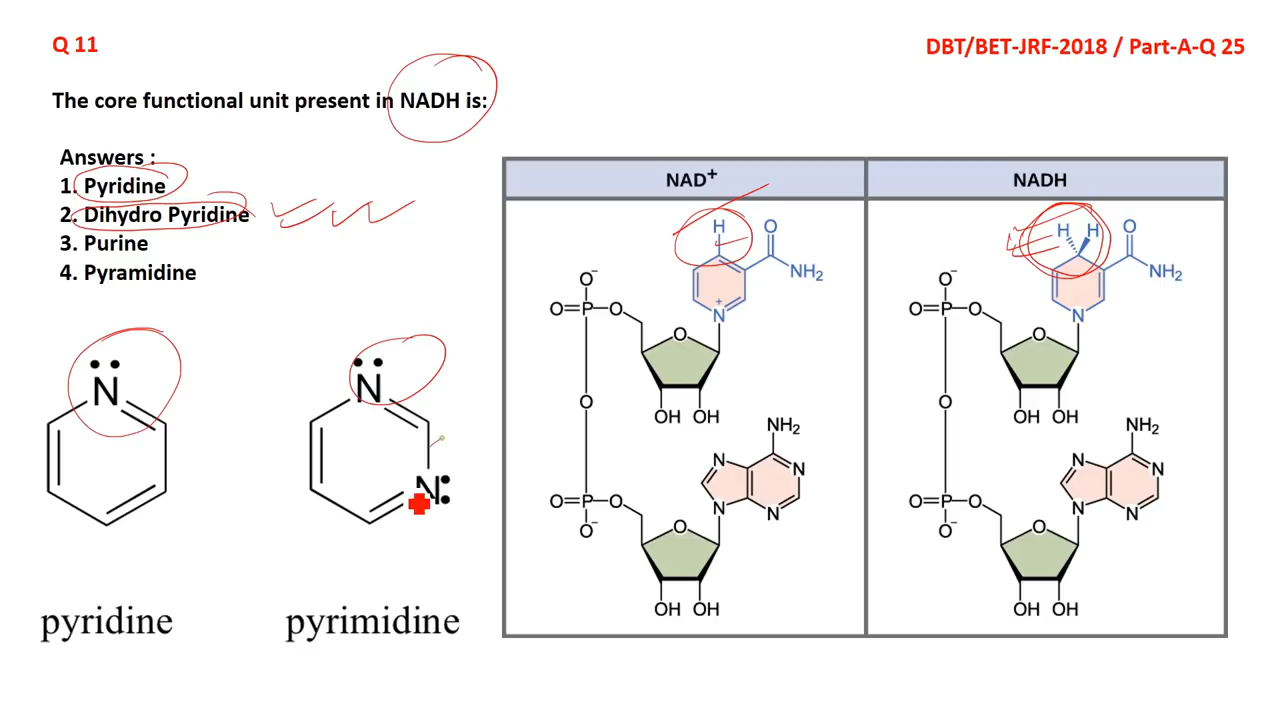 Q 11
DBT/BET-JRF-2018 / Part-A-Q 25
The core functional unit present in NADH is:
Answers :
1. Pyridine
2. Dihydro Pyridine
3. Purine
4. Pyramidine
NAD+
NADH
H
O
NH2
O-
O=P
O
N
+
O
OH OH
O
NH2
N
N
N
N
O=P
O
O-
O
OH OH
H H
O
NH2
O-
O=P
O
N
O
OH OH
O
NH2
N
N
N
N
O=P
O
O-
O
OH OH
N
N
N
pyridine
pyrimidine